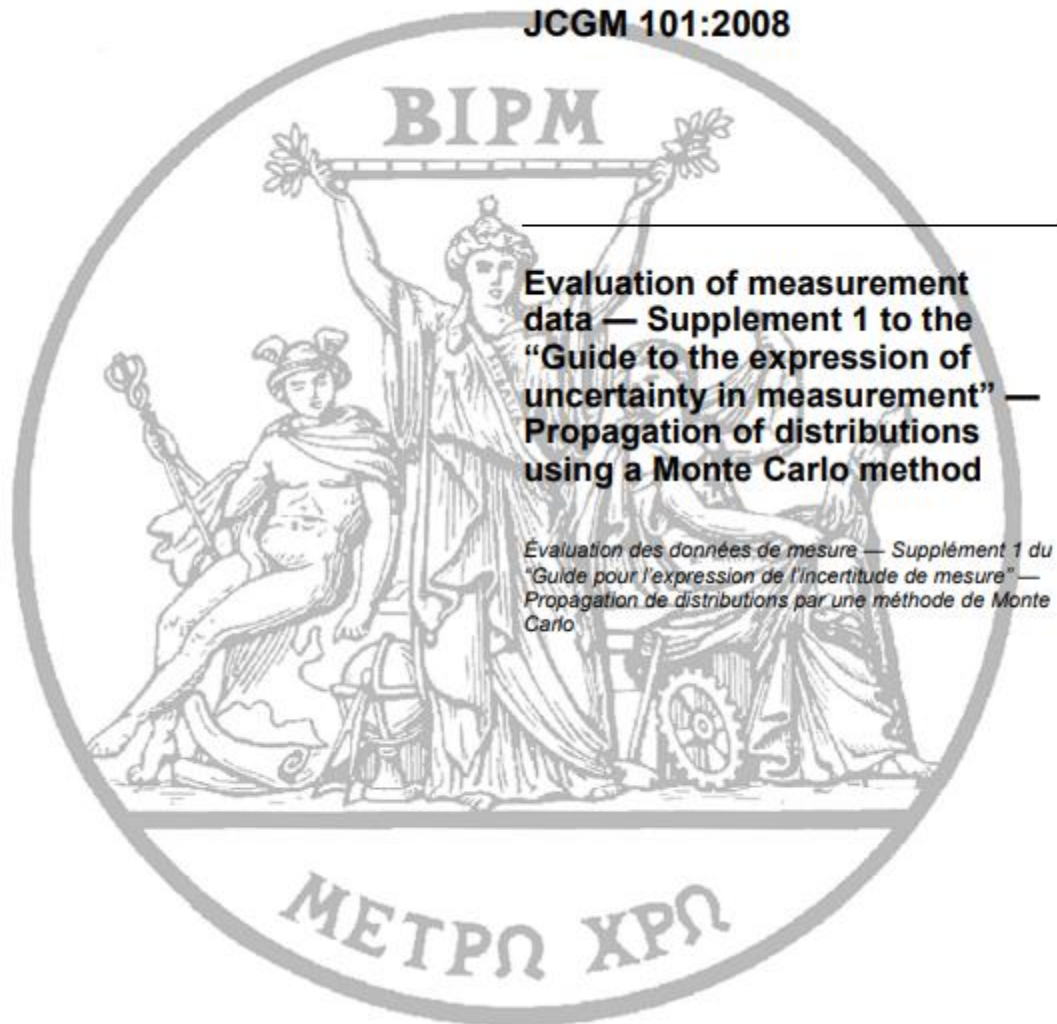 JCGM 101:2008
BIPM
Evaluation of measurement
data — Supplement 1 to the
“Guide to the expression of
uncertainty in measurement” —
Propagation of distributions
using a Monte Carlo method
Évaluation des données de mesure — Supplément 1 du
“Guide pour l’expression de l’incertitude de mesure” —
Propagation de distributions par une méthode de Monte
Carlo
ΜΕΤΡΩ ΧΡΩ